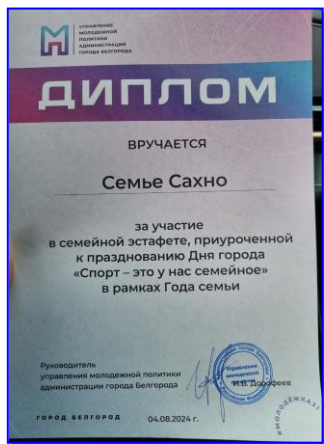 УПРАВЛЕНИЕ
МОЛОДЕЖНОЙ
ПОЛИТИКИ
АДМИНИСТРАЦИИ
ГОРОДА БЕЛГОРОДА
ДИПЛОМ
ВРУЧАЕТСЯ
Семье Сахно
за участие
в семейной эстафете, приуроченной
к празднованию Дня города
«Спорт – это у нас семейное»
в рамках Года семьи
Руководитель
управления молодежной политики
администрации города Белгорода
И.В. Дорофеев
ГОРОД БЕЛГОРОД
04.08.2024 г.
#МОЛОДЕЖКА31